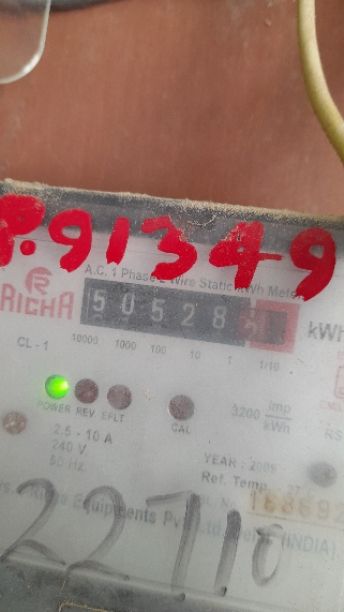 P.91349
A.C. 1 Phase 2 Wire Static kWh Meter
RICHA
50528
kWh
CL-1
10000 1000 100 10 1 1/10
POWER REV EFLT CAL
3200 imp/kWh
2.5 - 10 A
240 V
50 Hz
YEAR : 2009
Ref. Temp.
22710
Equipments Pvt. Ltd.
(INDIA)